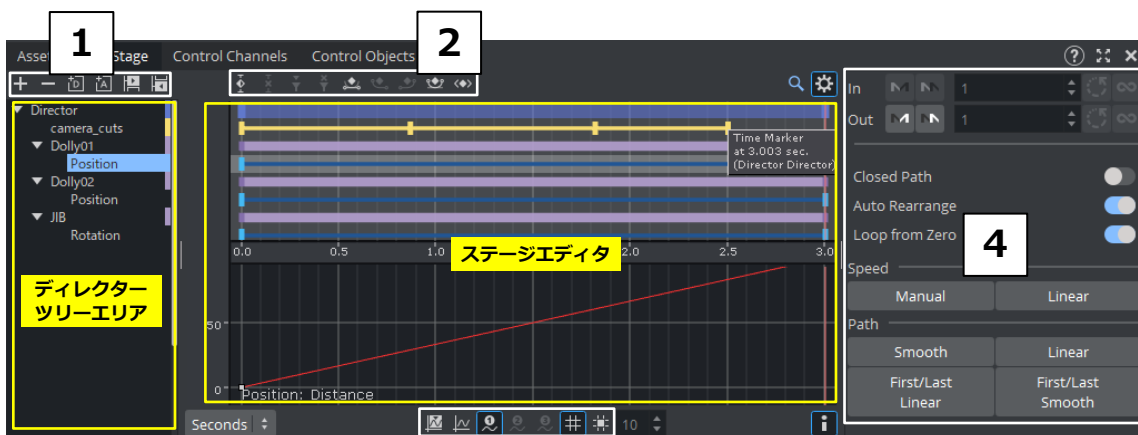 1
2
Asse
Stage
Control Channels
Control Objects
In
1
Out
1
Director
camera_cuts
Dolly01
Position
Dolly02
Position
JIB
Rotation
ディレクター
ツリーエリア
Time Marker
at 3.003 sec.
(Director Director)
0.0 0.5 1.0 2.0 2.5 3.0
ステージエディタ
50
0
Position: Distance
Seconds
10
Closed Path
Auto Rearrange
Loop from Zero
4
Speed
Manual Linear
Path
Smooth Linear
First/Last
Linear
First/Last
Smooth